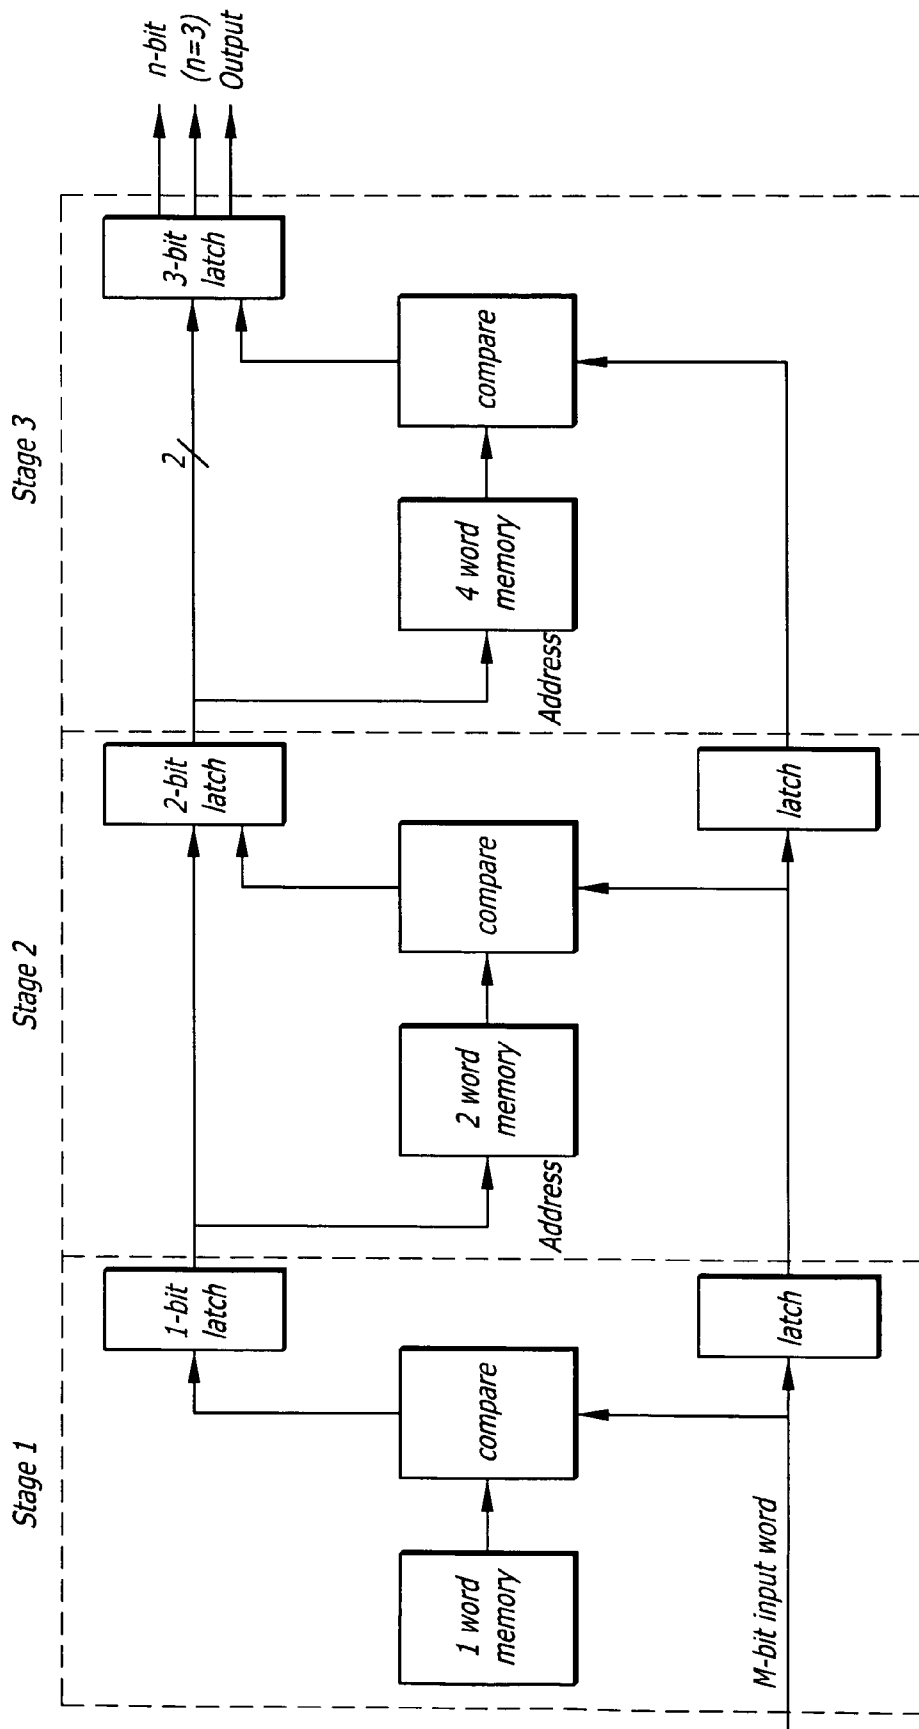 Stage 1
Stage 2
Stage 3
1-bit
latch
2-bit
latch
2
3-bit
latch
n-bit
(n=3)
Output
1 word
memory
compare
Address
2 word
memory
compare
Address
4 word
memory
compare
M-bit input word
latch
latch